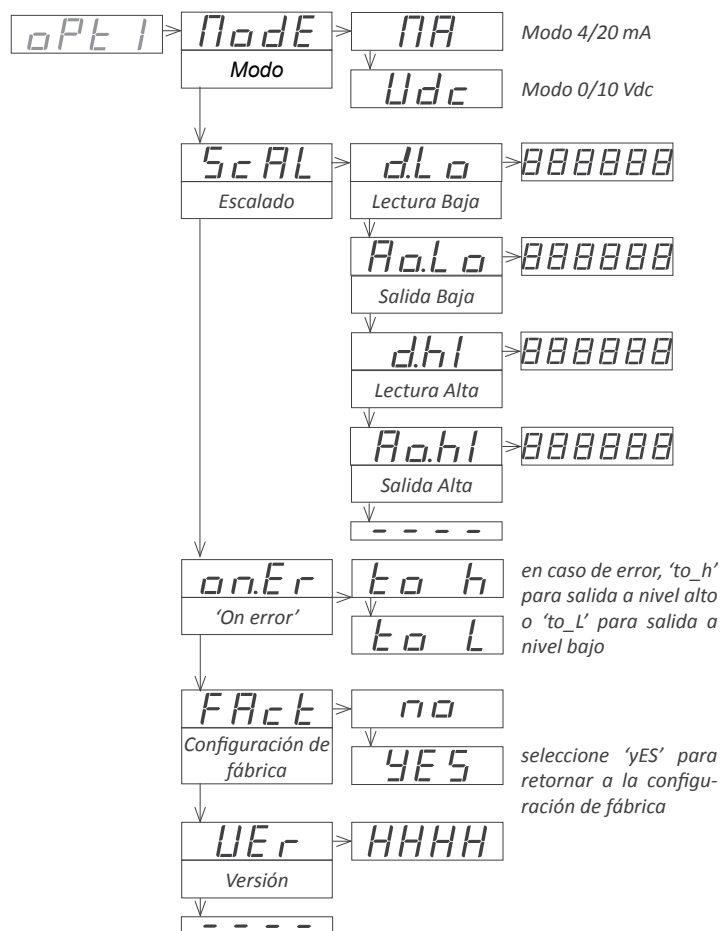 oPt1
ModE
MA
Modo 4/20 mA
Modo
Udc
Modo 0/10 Vdc
ScAL
d.Lo
888888
Escalado
Lectura Baja
Ao.Lo
888888
Salida Baja
d.hI
888888
Lectura Alta
Ao.hI
888888
Salida Alta
----
on.Er
to h
'On error'
to L
en caso de error, 'to_h'
para salida a nivel alto
o 'to_L' para salida a
nivel bajo
FAct
no
Configuración de
fábrica
yES
seleccione 'yES' para
retornar a la configu-
ración de fábrica
VEr
HHHH
Versión
----